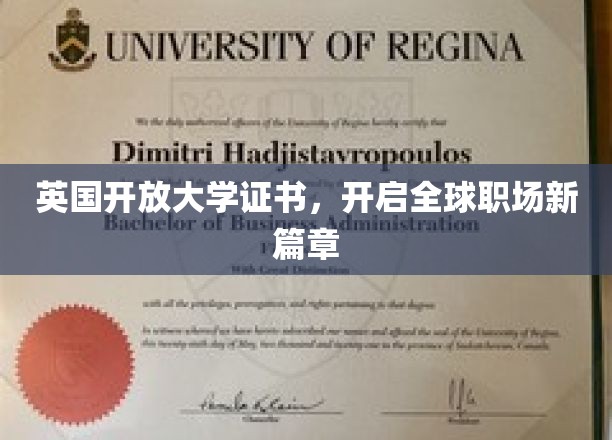 UNIVERSITY OF REGINA
We the duly authorized officers of the University of Regina hereby certify that
Dimitri Hadjistavropoulos
英国开放大学证书，开启全球职场新
篇章
Bachelor of Business Administration
With Great Distinction
with all the privileges, prerogatives, and rights pertaining to that degree.
In witness whereof we have hereto subscribed our names and affixed the seal of the University of Regina,
this twenty-sixth day of May, two thousand and twenty-one in the province of Saskatchewan, Canada.
Chancellor
President